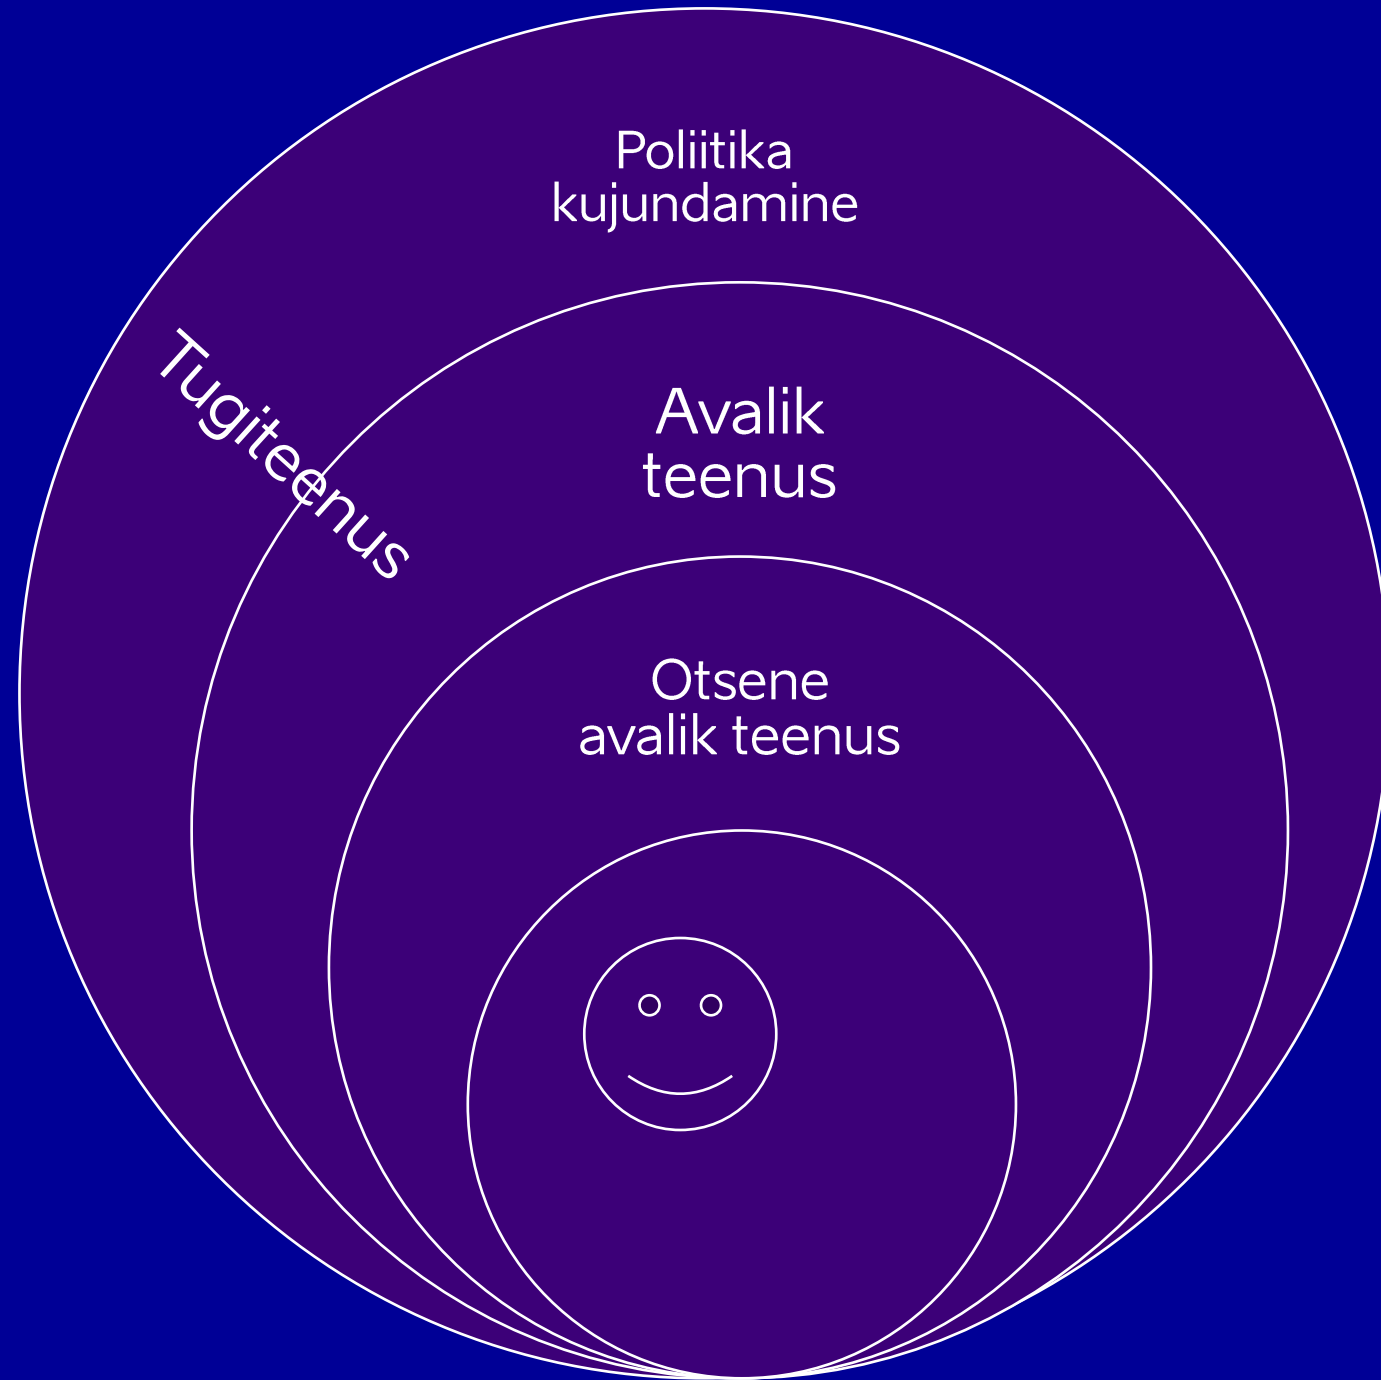 Poliitika
kujundamine
Tugiteenus
Avalik
teenus
Otsene
avalik teenus